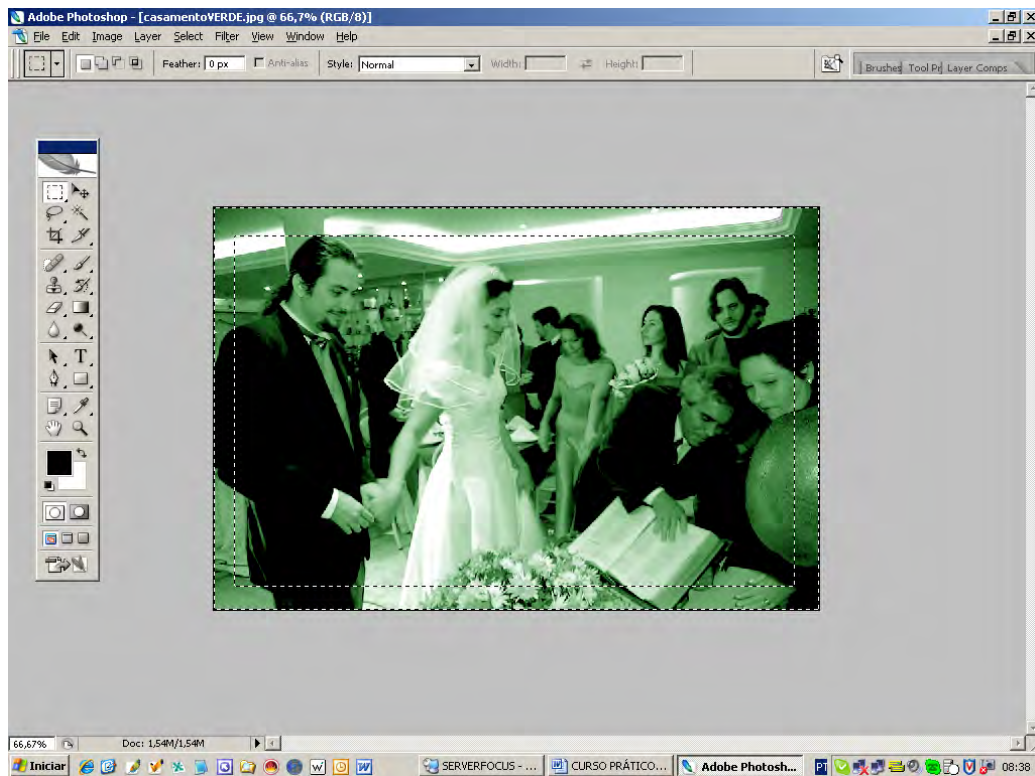 Adobe Photoshop - [casamentoVERDE.jpg @ 66,7% (RGB/8)]
File Edit Image Layer Select Filter View Window Help
Feather: 0 px Anti-alias Style: Normal Width: Height: Brushes Tool Pr Layer Comps
T
66,67% Doc: 1,54M/1,54M
Iniciar SERVERFOCUS - ... CURSO PRÁTICO... Adobe Photosh... PT 08:38